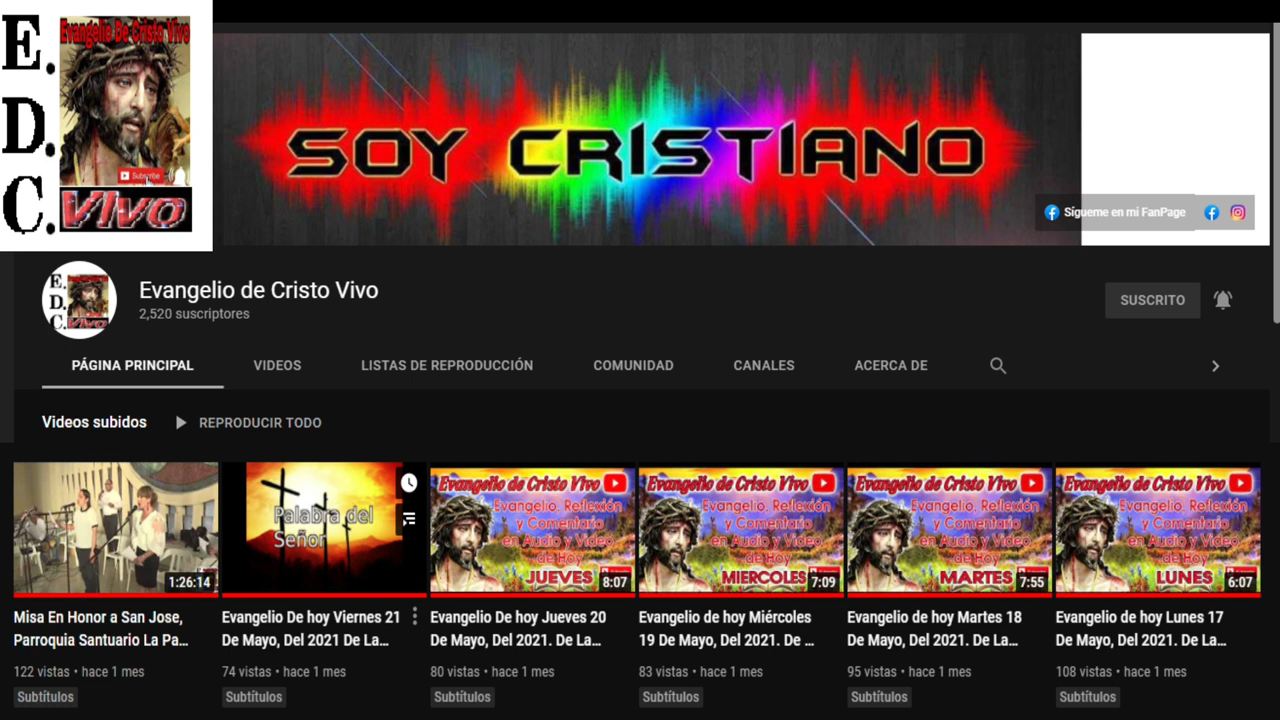 E.
D.
C.
Evangelio De Cristo Vivo
Subscribe
Vivo
SOY CRISTIANO
Sígueme en mi FanPage
E.
D.
C.
Vivo
Evangelio de Cristo Vivo
2,520 suscriptores
SUSCRITO
PÁGINA PRINCIPAL VIDEOS LISTAS DE REPRODUCCIÓN COMUNIDAD CANALES ACERCA DE
Videos subidos REPRODUCIR TODO
1:26:14
Misa En Honor a San Jose,
Parroquia Santuario La Pa...
122 vistas • hace 1 mes
Subtítulos
Palabra del
Señor
Evangelio De hoy Viernes 21
De Mayo, Del 2021 De La...
74 vistas • hace 1 mes
Subtítulos
Evangelio de Cristo Vivo
Evangelio, Reflexión
y Comentario
en Audio y Video
de Hoy
JUEVES 8:07
Evangelio De hoy Jueves 20
De Mayo, Del 2021. De La...
80 vistas • hace 1 mes
Subtítulos
Evangelio de Cristo Vivo
Evangelio, Reflexión
y Comentario
en Audio y Video
de Hoy
MIERCOLES 7:09
Evangelio de hoy Miércoles
19 De Mayo, Del 2021. De ...
83 vistas • hace 1 mes
Subtítulos
Evangelio de Cristo Vivo
Evangelio, Reflexión
y Comentario
en Audio y Video
de Hoy
MARTES 7:55
Evangelio de hoy Martes 18
De Mayo, Del 2021. De La...
95 vistas • hace 1 mes
Subtítulos
Evangelio de Cristo Vivo
Evangelio, Reflexión
y Comentario
en Audio y Video
de Hoy
LUNES 6:07
Evangelio de hoy Lunes 17
De Mayo, Del 2021. De La...
108 vistas • hace 1 mes
Subtítulos